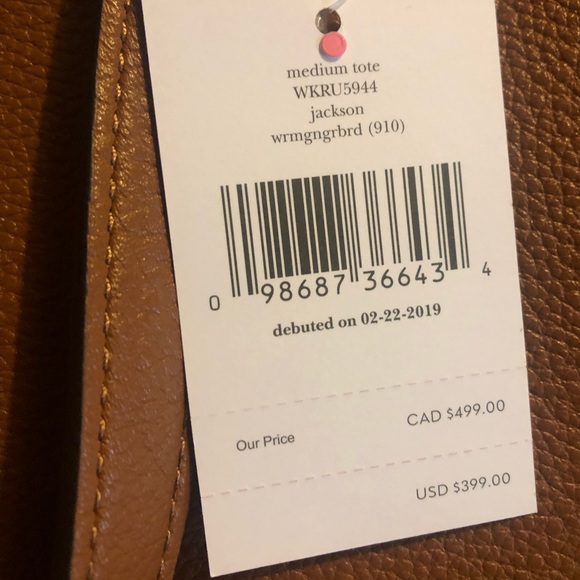 medium tote
WKRU5944
jackson
wrmgngrbrd (910)
0 98687 36643 4
debuted on 02-22-2019
CAD $499.00
Our Price
USD $399.00